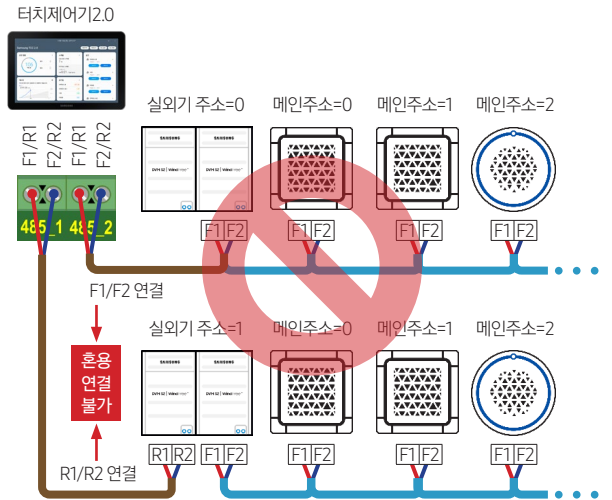 터치제어기2.0
실외기 주소=0 메인주소=0 메인주소=1 메인주소=2
F1/R1 F2/R2 F1/R1 F2/R2
SAMSUNG SAMSUNG
485_1 485_2
F1 F2 F1 F2 F1 F2 F1 F2
F1/F2 연결
실외기 주소=1 메인주소=0 메인주소=1 메인주소=2
혼용
연결
불가
SAMSUNG SAMSUNG
R1 R2 F1 F2 F1 F2 F1 F2 F1 F2
R1/R2 연결